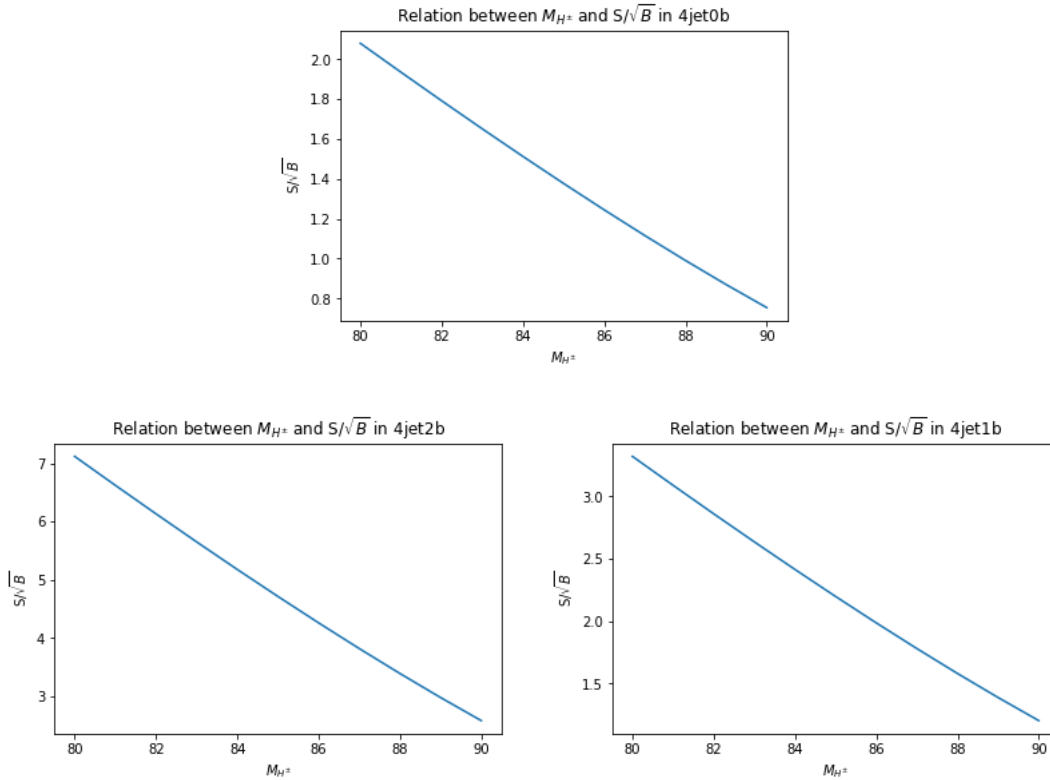 Relation between $M_{H^\pm}$ and S/$\sqrt{B}$ in 4jet0b
2.0
1.8
1.6
1.4
1.2
1.0
0.8
S/$\sqrt{B}$
80 82 84 86 88 90
$M_{H^\pm}$
Relation between $M_{H^\pm}$ and S/$\sqrt{B}$ in 4jet2b
7
6
5
4
3
S/$\sqrt{B}$
80 82 84 86 88 90
$M_{H^\pm}$
Relation between $M_{H^\pm}$ and S/$\sqrt{B}$ in 4jet1b
3.0
2.5
2.0
1.5
S/$\sqrt{B}$
80 82 84 86 88 90
$M_{H^\pm}$